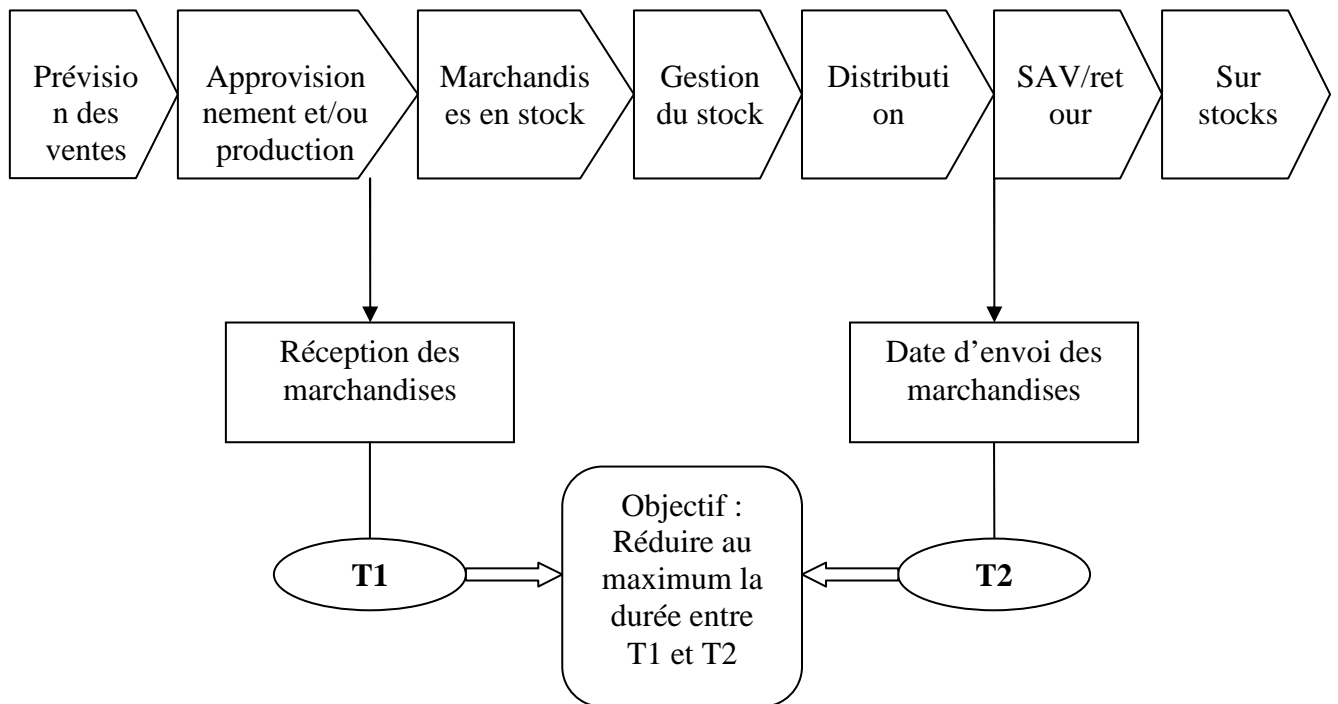 Prévisio
n des
ventes
Approvision
nement et/ou
production
Marchandis
es en stock
Gestion
du stock
Distributi
on
SAV/ret
our
Sur
stocks
Réception des
marchandises
Date d’envoi des
marchandises
Objectif :
Réduire au
maximum la
durée entre
T1 et T2
T1
T2